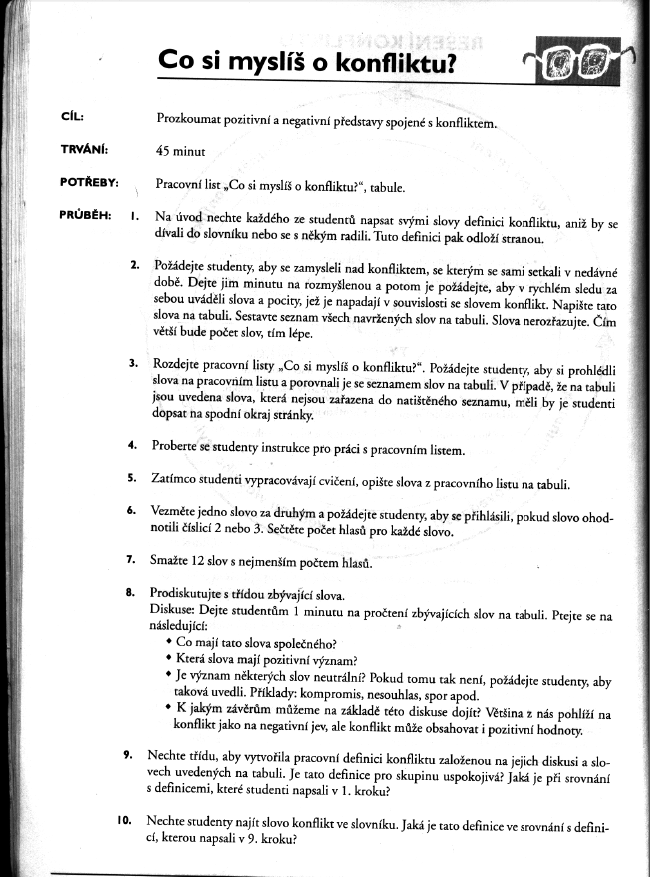 Co si myslíš o konfliktu?
CÍL: Prozkoumat pozitivní a negativní představy spojené s konfliktem.
TRVÁNÍ: 45 minut
POTŘEBY: Pracovní list „Co si myslíš o konfliktu?“, tabule.
PRŮBĚH: 1. Na úvod nechte každého ze studentů napsat svými slovy definici konfliktu, aniž by se
dívali do slovníku nebo se s někým radili. Tuto definici pak odloží stranou.
2. Požádejte studenty, aby se zamysleli nad konfliktem, se kterým se sami setkali v nedávné
době. Dejte jim minutu na rozmyšlenou a potom je požádejte, aby v rychlém sledu za
sebou uváděli slova a pocity, jež je napadají v souvislosti se slovem konflikt. Napište tato
slova na tabuli. Sestavte seznam všech navržených slov na tabuli. Slova nerozřazujte. Čím
větší bude počet slov, tím lépe.
3. Rozdejte pracovní listy „Co si myslíš o konfliktu?“. Požádejte studenty, aby si prohlédli
slova na pracovním listu a porovnali je se seznamem slov na tabuli. V případě, že na tabuli
jsou uvedena slova, která nejsou zařazena do natištěného seznamu, měli by je studenti
dopsat na spodní okraj stránky.
4. Proberte se studenty instrukce pro práci s pracovním listem.
5. Zatímco studenti vypracovávají cvičení, opište slova z pracovního listu na tabuli.
6. Vezměte jedno slovo za druhým a požádejte studenty, aby se přihlásili, pokud slovo ohod-
notili číslicí 2 nebo 3. Sečtěte počet hlasů pro každé slovo.
7. Smažte 12 slov s nejmenším počtem hlasů.
8. Prodiskutujte s třídou zbývající slova.
Diskuse: Dejte studentům 1 minutu na pročtení zbývajících slov na tabuli. Ptejte se na
následující:
◆ Co mají tato slova společného?
◆ Která slova mají pozitivní význam?
◆ Je význam některých slov neutrální? Pokud tomu tak není, požádejte studenty, aby
taková uvedli. Příklady: kompromis, nesouhlas, spor apod.
◆ K jakým závěrům můžeme na základě této diskuse dojít? Většina z nás pohlíží na
konflikt jako na negativní jev, ale konflikt může obsahovat i pozitivní hodnoty.
9. Nechte třídu, aby vytvořila pracovní definici konfliktu založenou na jejich diskusi a slo-
vech uvedených na tabuli. Je tato definice pro skupinu uspokojivá? Jaká je při srovnání
s definicemi, které studenti napsali v 1. kroku?
10. Nechte studenty najít slovo konflikt ve slovníku. Jaká je tato definice ve srovnání s defini-
cí, kterou napsali v 9. kroku?